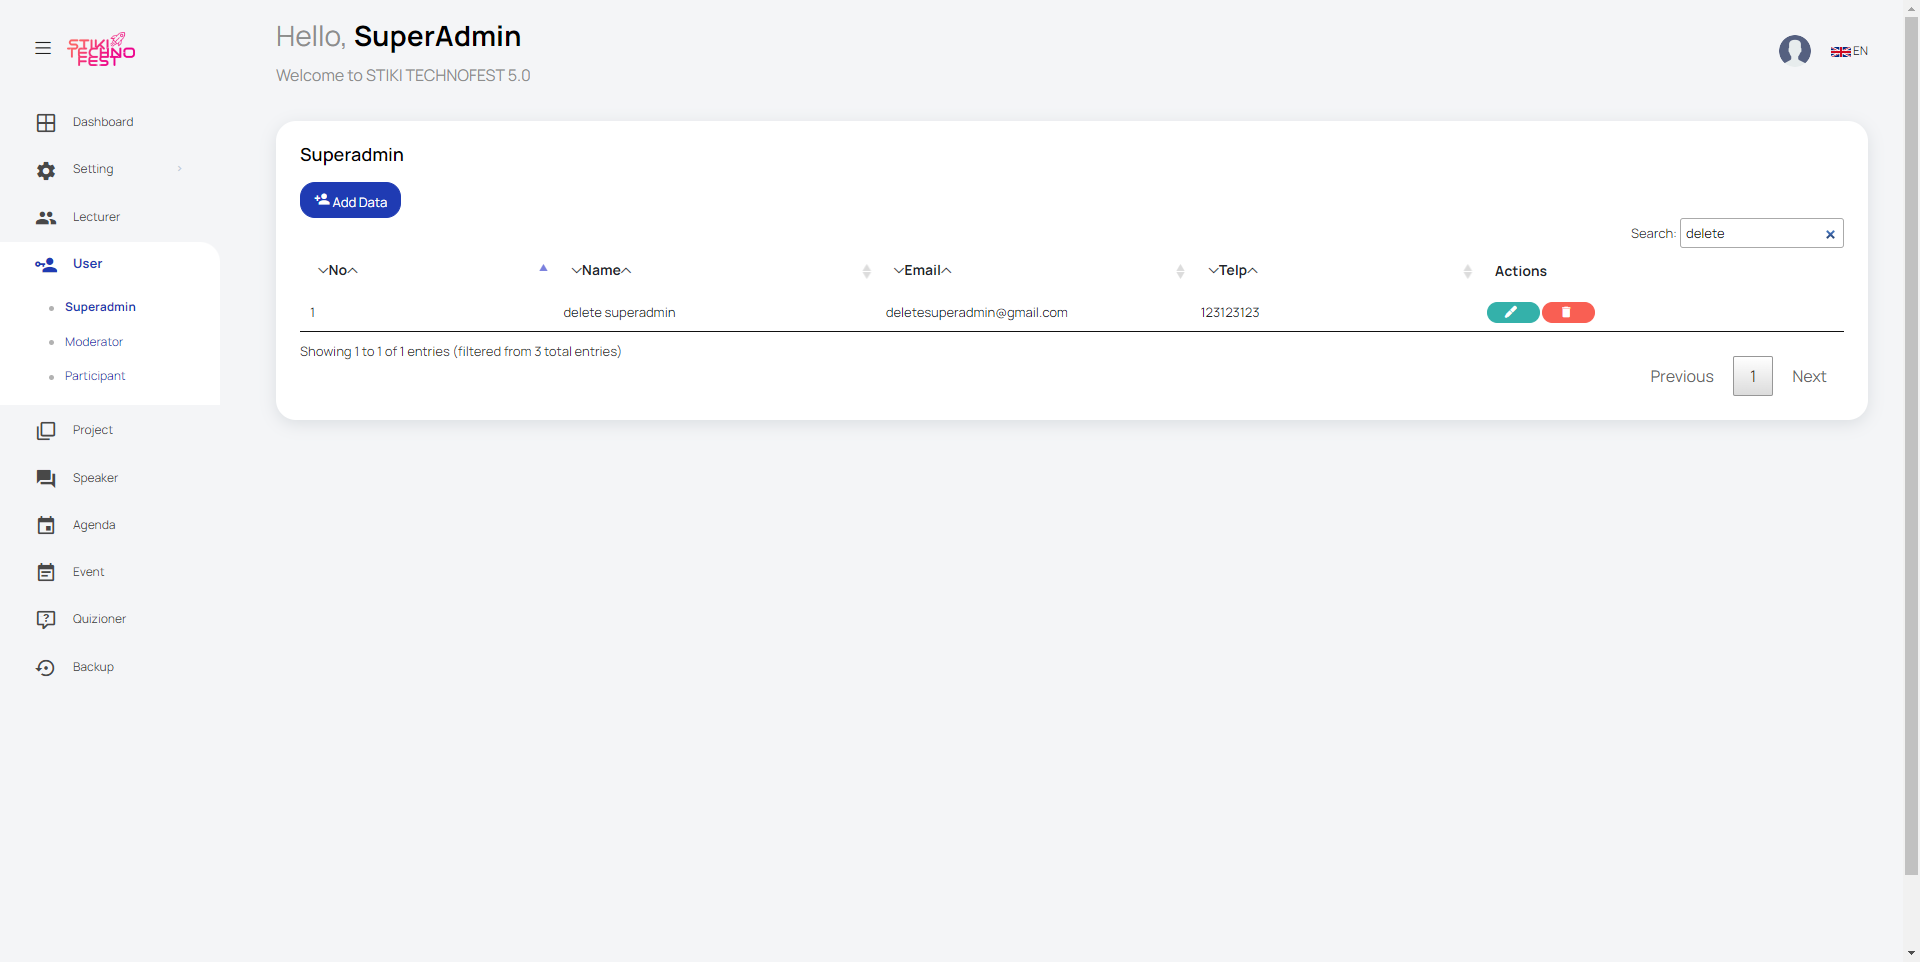 STIKI
TECHNO
FEST
Hello, SuperAdmin
Welcome to STIKI TECHNOFEST 5.0
EN
Dashboard
Setting
Lecturer
User
Superadmin
Moderator
Participant
Project
Speaker
Agenda
Event
Quizioner
Backup
Superadmin
Add Data
Search: delete
No Name Email Telp Actions
1 delete superadmin deletesuperadmin@gmail.com 123123123
Showing 1 to 1 of 1 entries (filtered from 3 total entries)
Previous 1 Next